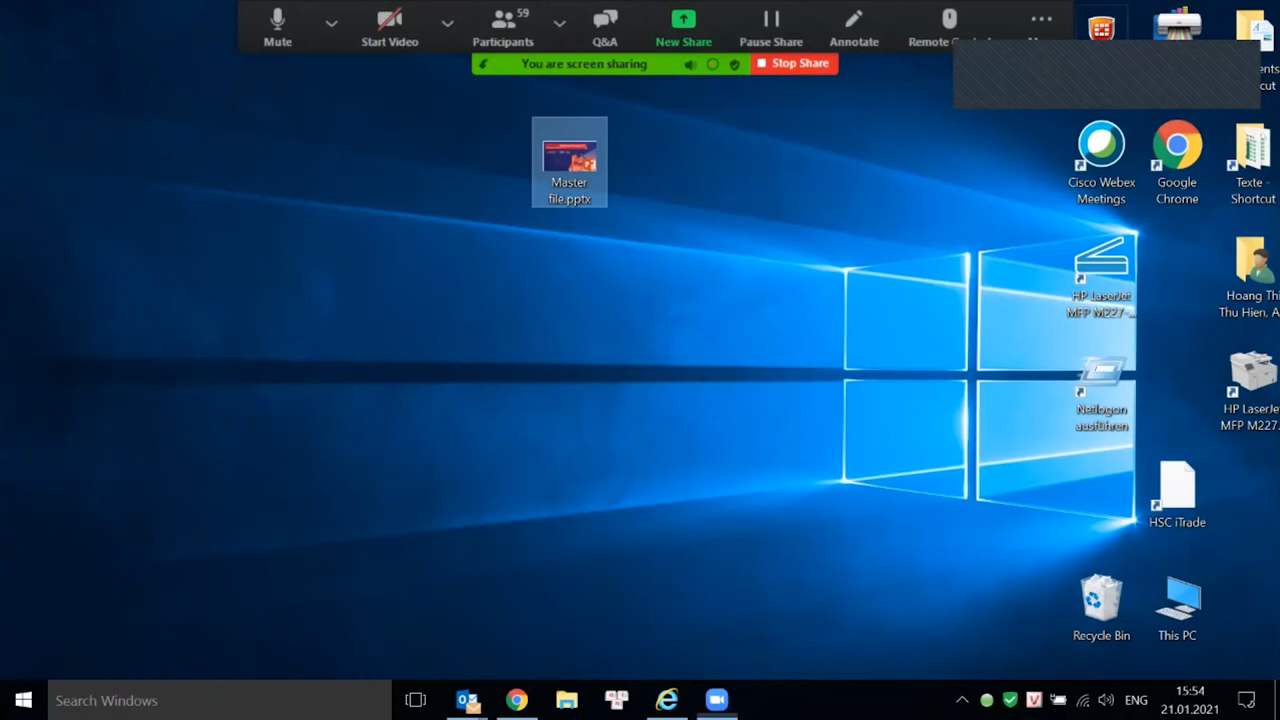 59
Mute
Start Video
Participants
Q&A
New Share
Pause Share
Annotate
Remote
You are screen sharing
Stop Share
Master
file.pptx
cut
Cisco Webex
Meetings
Google
Chrome
Texte -
Shortcut
HP LaserJet
MFP M227-...
Hoang Thi
Thu Hien, A
Netlogon
ausführen
HP LaserJe
MFP M227.
HSC iTrade
Recycle Bin
This PC
Search Windows
ENG
15:54
21.01.2021